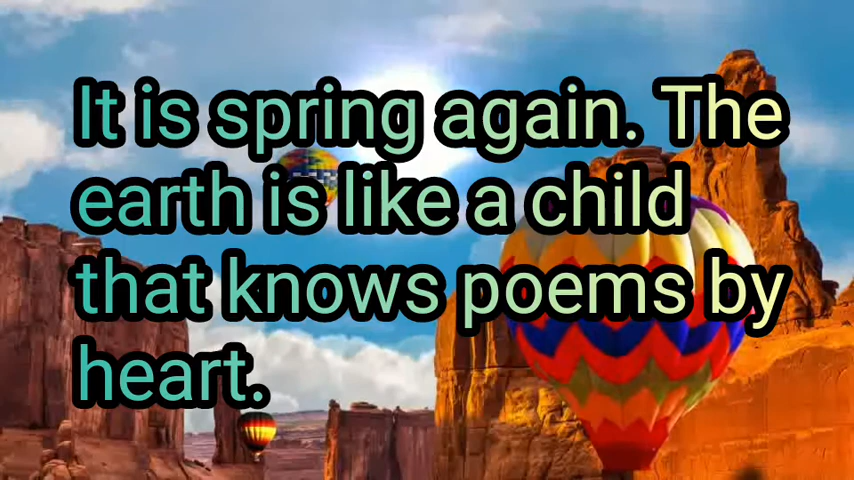 It is spring again. The
earth is like a child
that knows poems by
heart.